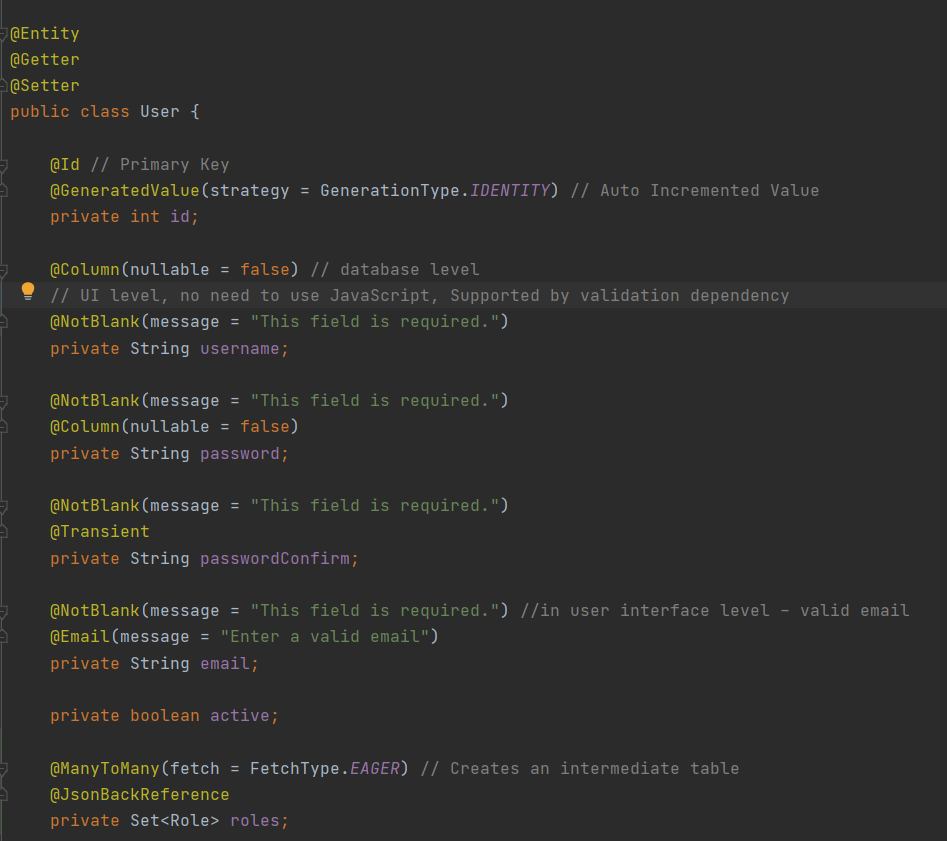 @Entity
@Getter
@Setter
public class User {
@Id // Primary Key
@GeneratedValue(strategy = GenerationType.IDENTITY) // Auto Incremented Value
private int id;
@Column(nullable = false) // database level
// UI level, no need to use JavaScript, Supported by validation dependency
@NotBlank(message = "This field is required.")
private String username;
@NotBlank(message = "This field is required.")
@Column(nullable = false)
private String password;
@NotBlank(message = "This field is required.")
@Transient
private String passwordConfirm;
@NotBlank(message = "This field is required.") //in user interface level – valid email
@Email(message = "Enter a valid email")
private String email;
private boolean active;
@ManyToMany(fetch = FetchType.EAGER) // Creates an intermediate table
@JsonBackReference
private Set<Role> roles;